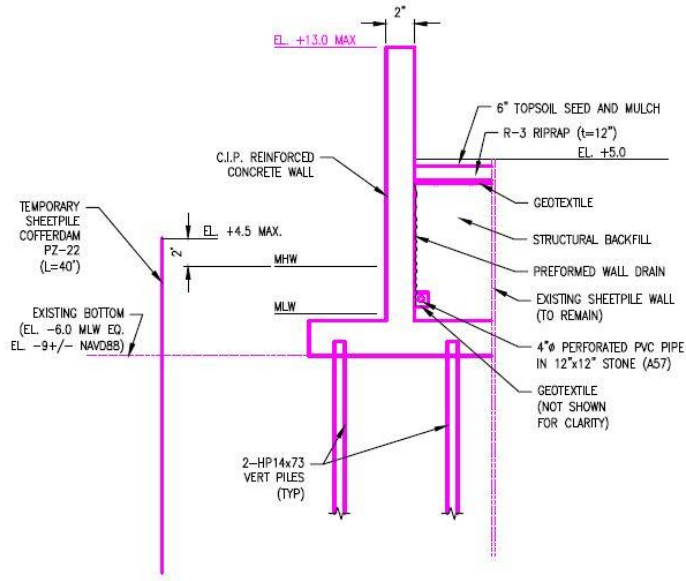 2"
EL. +13.0 MAX
6" TOPSOIL SEED AND MULCH
R-3 RIPRAP (t=12")
EL. +5.0
C.I.P. REINFORCED
CONCRETE WALL
GEOTEXTILE
TEMPORARY
SHEETPILE
COFFERDAM
PZ-22
(L=40')
EL. +4.5 MAX.
2'
STRUCTURAL BACKFILL
MHW
PREFORMED WALL DRAIN
EXISTING BOTTOM
(EL. -6.0 MLW EQ.
EL. -9+/- NAVD88)
MLW
EXISTING SHEETPILE WALL
(TO REMAIN)
4"ø PERFORATED PVC PIPE
IN 12"x12" STONE (A57)
GEOTEXTILE
(NOT SHOWN
FOR CLARITY)
2-HP14x73
VERT PILES
(TYP)